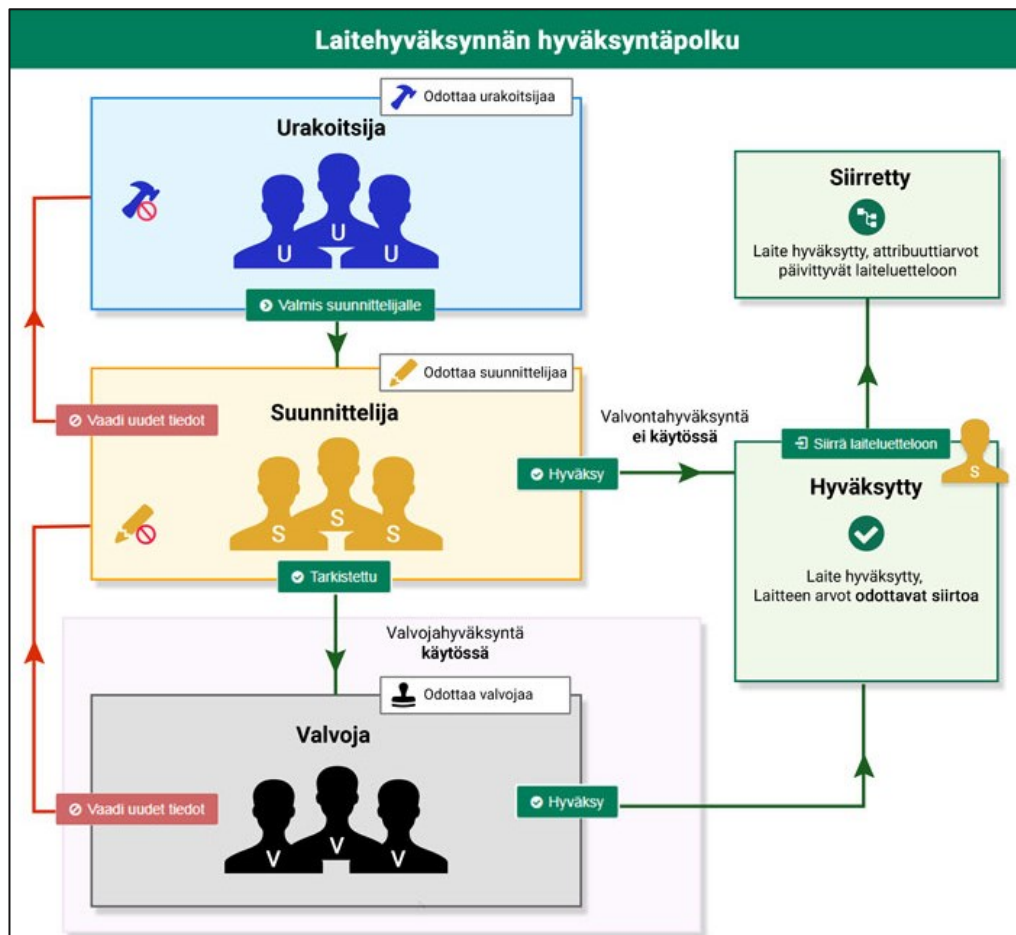 Laitehyväksynnän hyväksyntäpolku
Odottaa urakoitsijaa
Urakoitsija
U U U
Valmis suunnittelijalle
Siirretty
Laite hyväksytty, attribuuttiarvot
päivittyvät laiteluetteloon
Odottaa suunnittelijaa
Suunnittelija
Vaadi uudet tiedot
S S S
Hyväksy
Tarkistettu
Valvontahyväksyntä
ei käytössä
Siirrä laiteluetteloon
S
Hyväksytty
Laite hyväksytty,
Laitteen arvot odottavat siirtoa
Valvojahyväksyntä
käytössä
Odottaa valvojaa
Valvoja
Vaadi uudet tiedot
V V V
Hyväksy